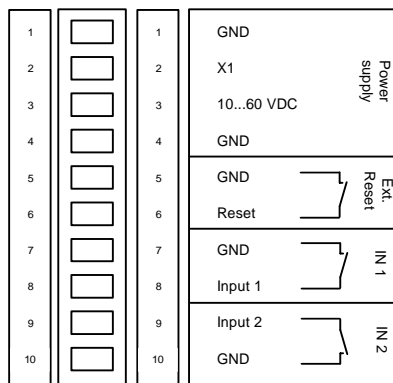 1 1 GND
2 2 X1
3 3 10...60 VDC
4 4 GND
Power supply
5 5 GND
6 6 Reset
Ext. Reset
7 7 GND
8 8 Input 1
IN 1
9 9 Input 2
10 10 GND
IN 2